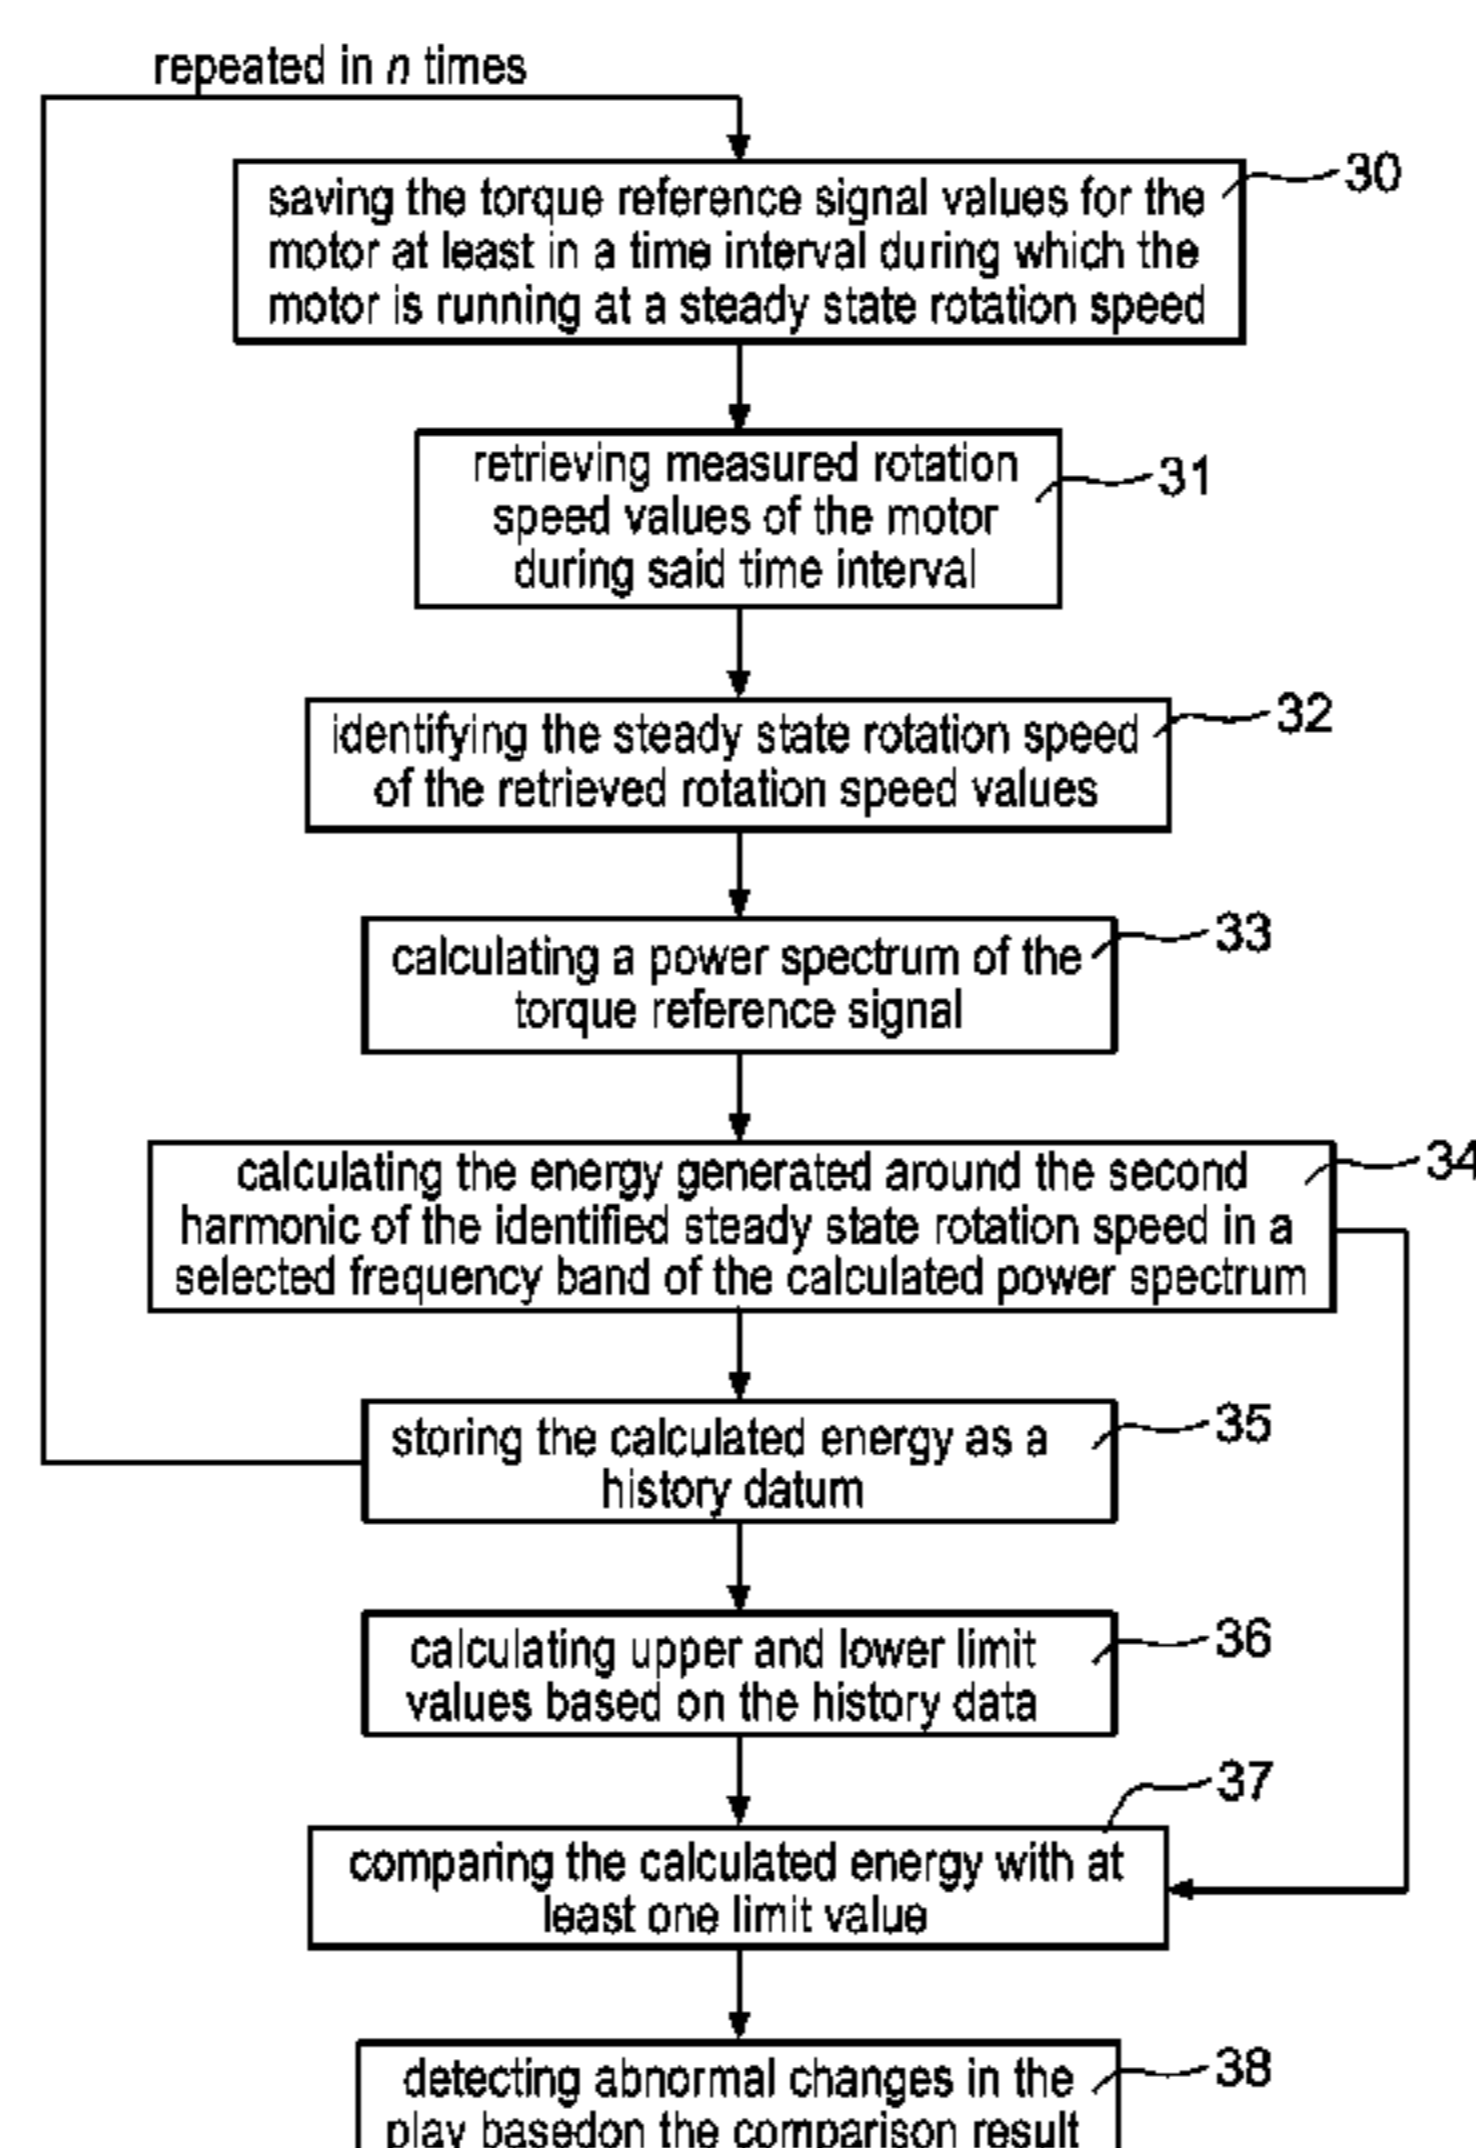 repeated in n times
30
saving the torque reference signal values for the
motor at least in a time interval during which the
motor is running at a steady state rotation speed
31
retrieving measured rotation
speed values of the motor
during said time interval
32
identifying the steady state rotation speed
of the retrieved rotation speed values
33
calculating a power spectrum of the
torque reference signal
34
calculating the energy generated around the second
harmonic of the identified steady state rotation speed in a
selected frequency band of the calculated power spectrum
35
storing the calculated energy as a
history datum
36
calculating upper and lower limit
values based on the history data
37
comparing the calculated energy with at
least one limit value
38
detecting abnormal changes in the
play basedon the comparison result